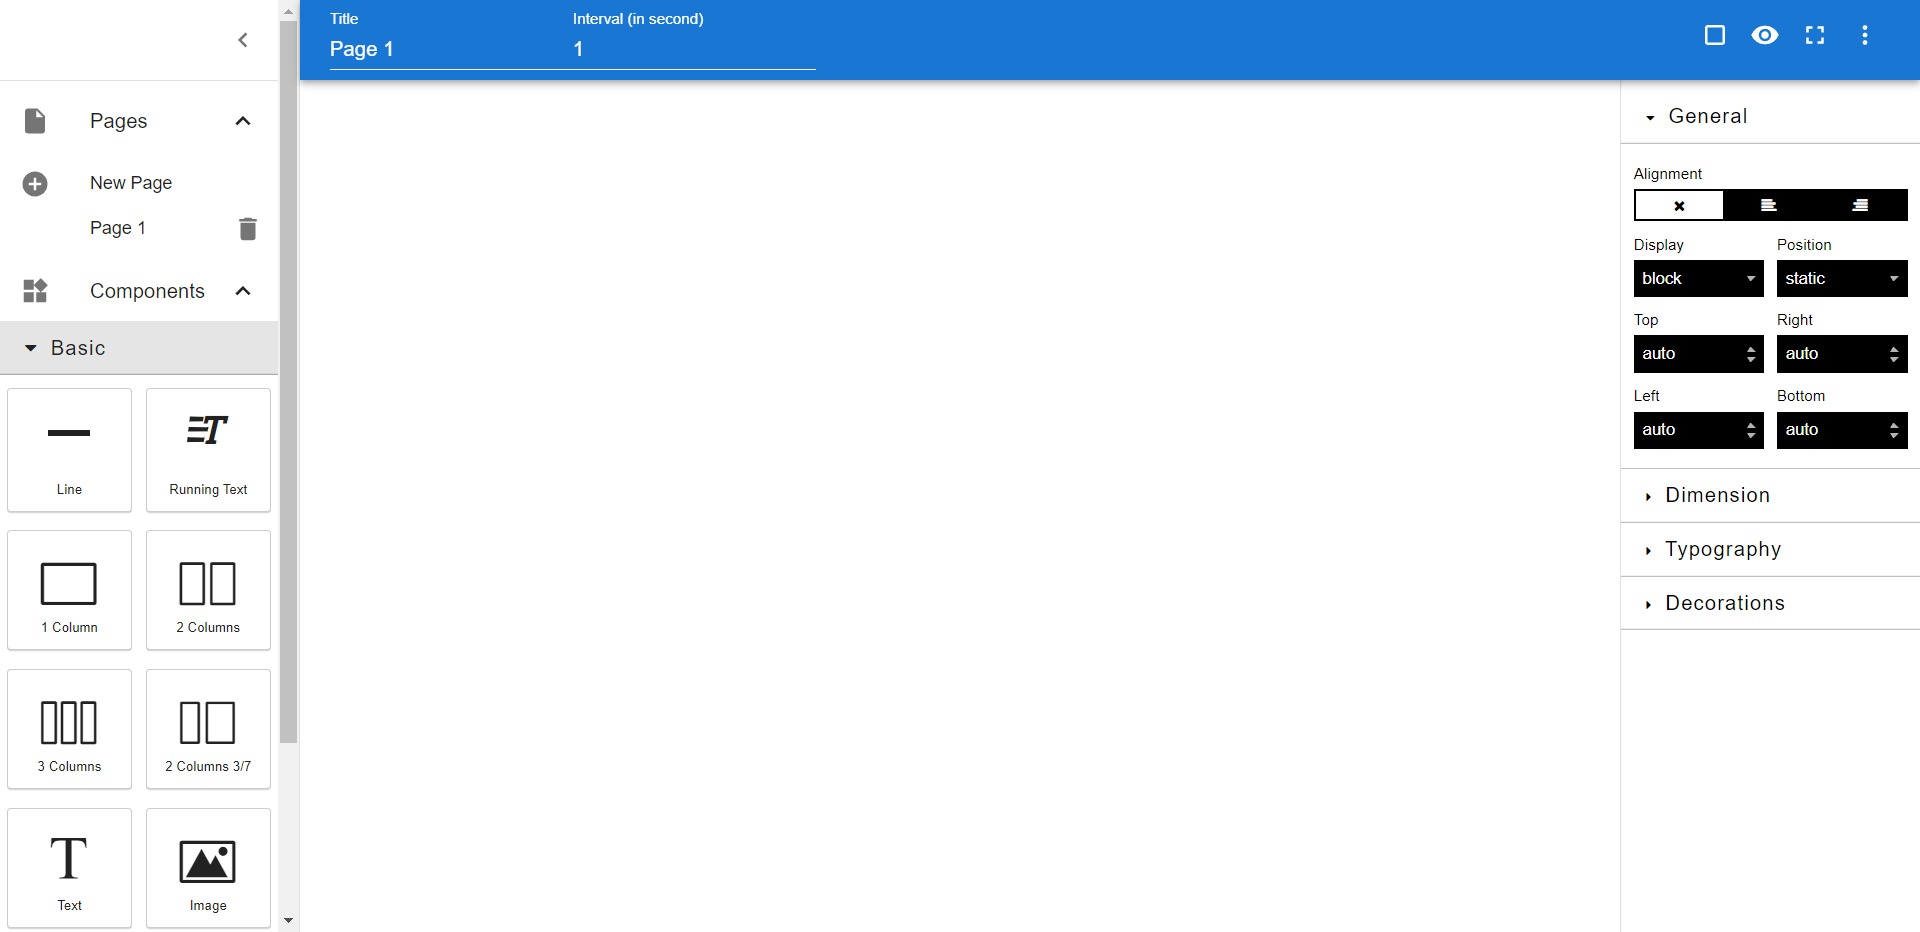 Title
Page 1
Interval (in second)
1
Pages
New Page
Page 1
Components
Basic
Line
Running Text
1 Column
2 Columns
3 Columns
2 Columns 3/7
Text
Image
General
Alignment
Display
Position
block
static
Top
Right
auto
auto
Left
Bottom
auto
auto
Dimension
Typography
Decorations